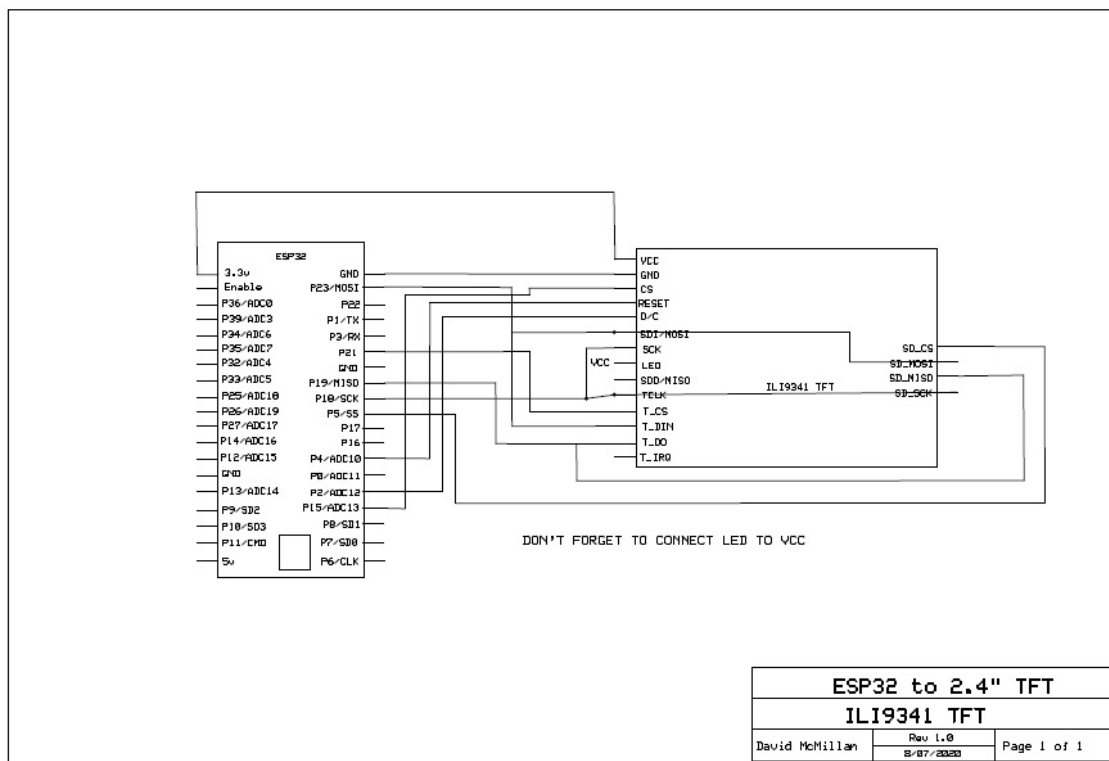 ESP32
3.3v
Enable
P36/ADC0
P39/ADC3
P34/ADC6
P35/ADC7
P32/ADC4
P33/ADC5
P25/ADC18
P26/ADC19
P27/ADC17
P14/ADC16
P12/ADC15
GND
P13/ADC14
P9/SD2
P10/SD3
P11/CMD
5v
GND
P23/MOSI
P22
P1/TX
P3/RX
P21
GND
P19/MISO
P18/SCK
P5/SS
P17
P16
P4/ADC10
P0/ADC11
P2/ADC12
P15/ADC13
P8/SD1
P7/SD0
P6/CLK
VCC
VCC
GND
CS
RESET
D/C
SDI/MOSI
SCK
LED
SDO/MISO
TCLK
T_CS
T_DIN
T_DO
T_IRQ
ILI9341 TFT
SD_CS
SD_MOSI
SD_MISO
SD_SCK
DON'T FORGET TO CONNECT LED TO VCC
ESP32 to 2.4" TFT
ILI9341 TFT
David McMillan
Rev 1.0
8/07/2020
Page 1 of 1